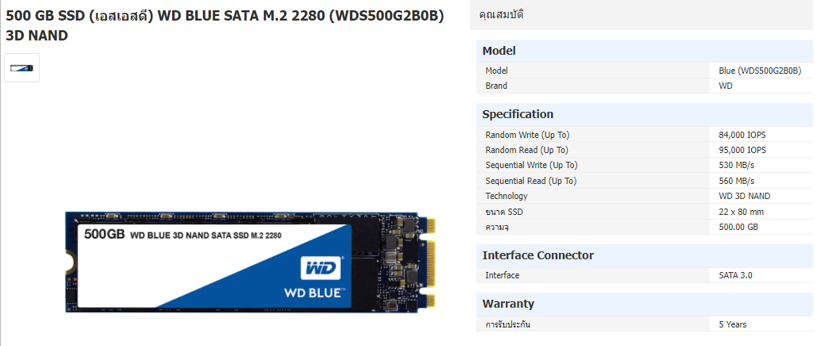 500 GB SSD (เอสเอสดี) WD BLUE SATA M.2 2280 (WDS500G2B0B)
3D NAND
500GB WD BLUE 3D NAND SATA SSD M.2 2280
WD
WD BLUE™
คุณสมบัติ
Model
Model Blue (WDS500G2B0B)
Brand WD
Specification
Random Write (Up To) 84,000 IOPS
Random Read (Up To) 95,000 IOPS
Sequential Write (Up To) 530 MB/s
Sequential Read (Up To) 560 MB/s
Technology WD 3D NAND
ขนาด SSD 22 x 80 mm
ความจุ 500.00 GB
Interface Connector
Interface SATA 3.0
Warranty
การรับประกัน 5 Years